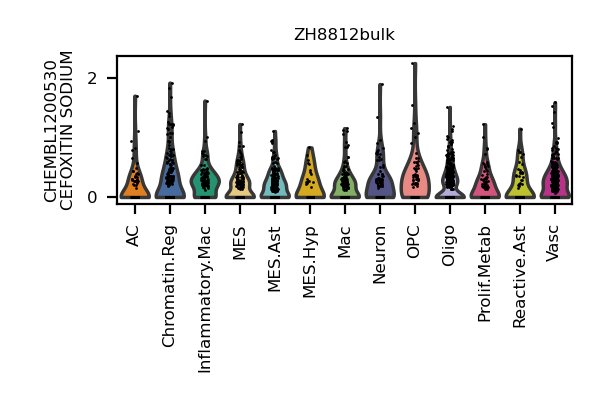 ZH8812bulk
CHEMBL1200530
CEFOXITIN SODIUM
2
0
AC
Chromatin.Reg
Inflammatory.Mac
MES
MES.Ast
MES.Hyp
Mac
Neuron
OPC
Oligo
Prolif.Metab
Reactive.Ast
Vasc